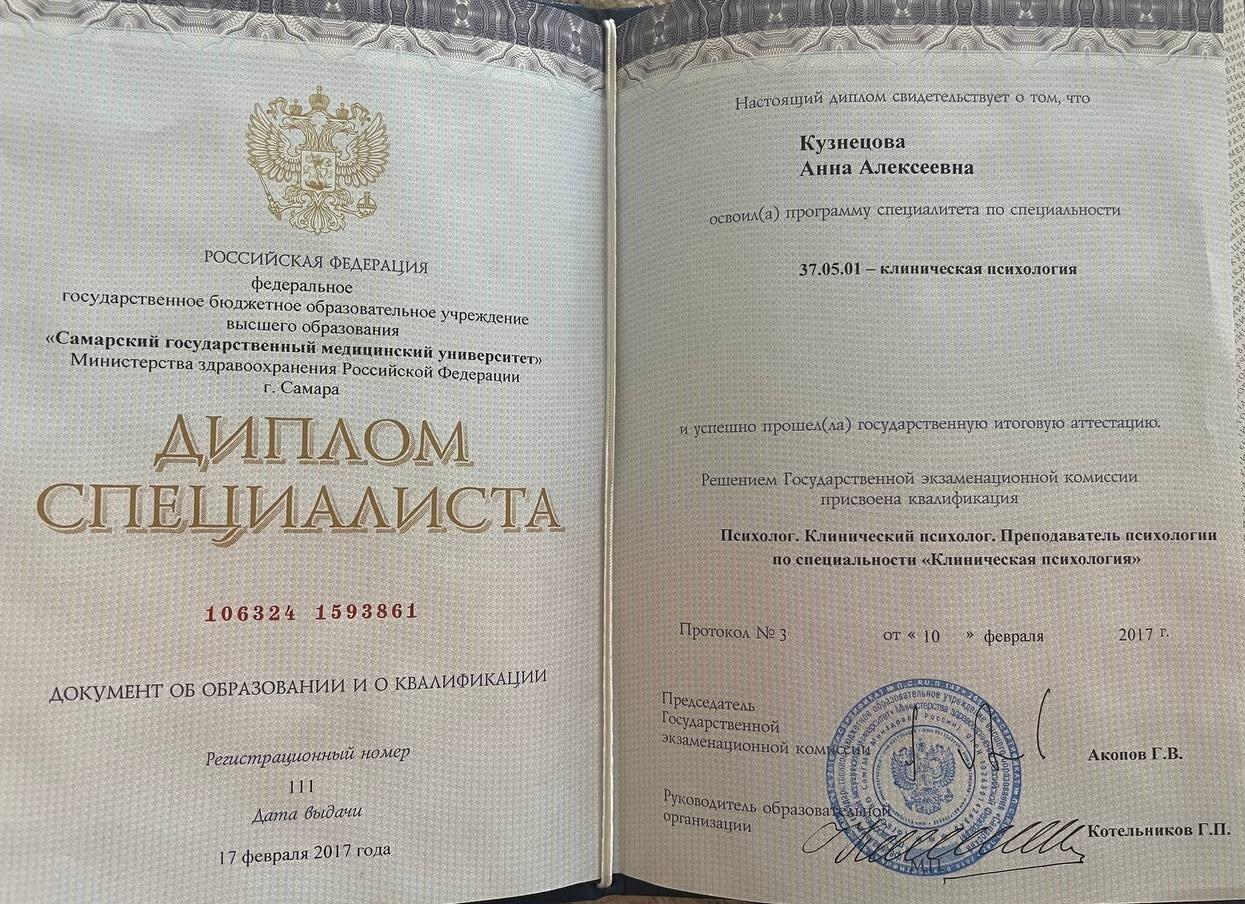 РОССИЙСКАЯ ФЕДЕРАЦИЯ
федеральное
государственное бюджетное образовательное учреждение
высшего образования
«Самарский государственный медицинский университет»
Министерства здравоохранения Российской Федерации
г. Самара
ДИПЛОМ
СПЕЦИАЛИСТА
106324 1593861
ДОКУМЕНТ ОБ ОБРАЗОВАНИИ И О КВАЛИФИКАЦИИ
Регистрационный номер
111
Дата выдачи
17 февраля 2017 года
Настоящий диплом свидетельствует о том, что
Кузнецова
Анна Алексеевна
освоил(а) программу специалитета по специальности
37.05.01 – клиническая психология
и успешно прошел(ла) государственную итоговую аттестацию.
Решением Государственной экзаменационной комиссии
присвоена квалификация
Психолог. Клинический психолог. Преподаватель психологии
по специальности «Клиническая психология»
Протокол № 3 от « 10 » февраля 2017 г.
Председатель
Государственной
экзаменационной комиссии
Акопов Г.В.
Руководитель образовательной
организации
Котельников Г.П.
М.П.